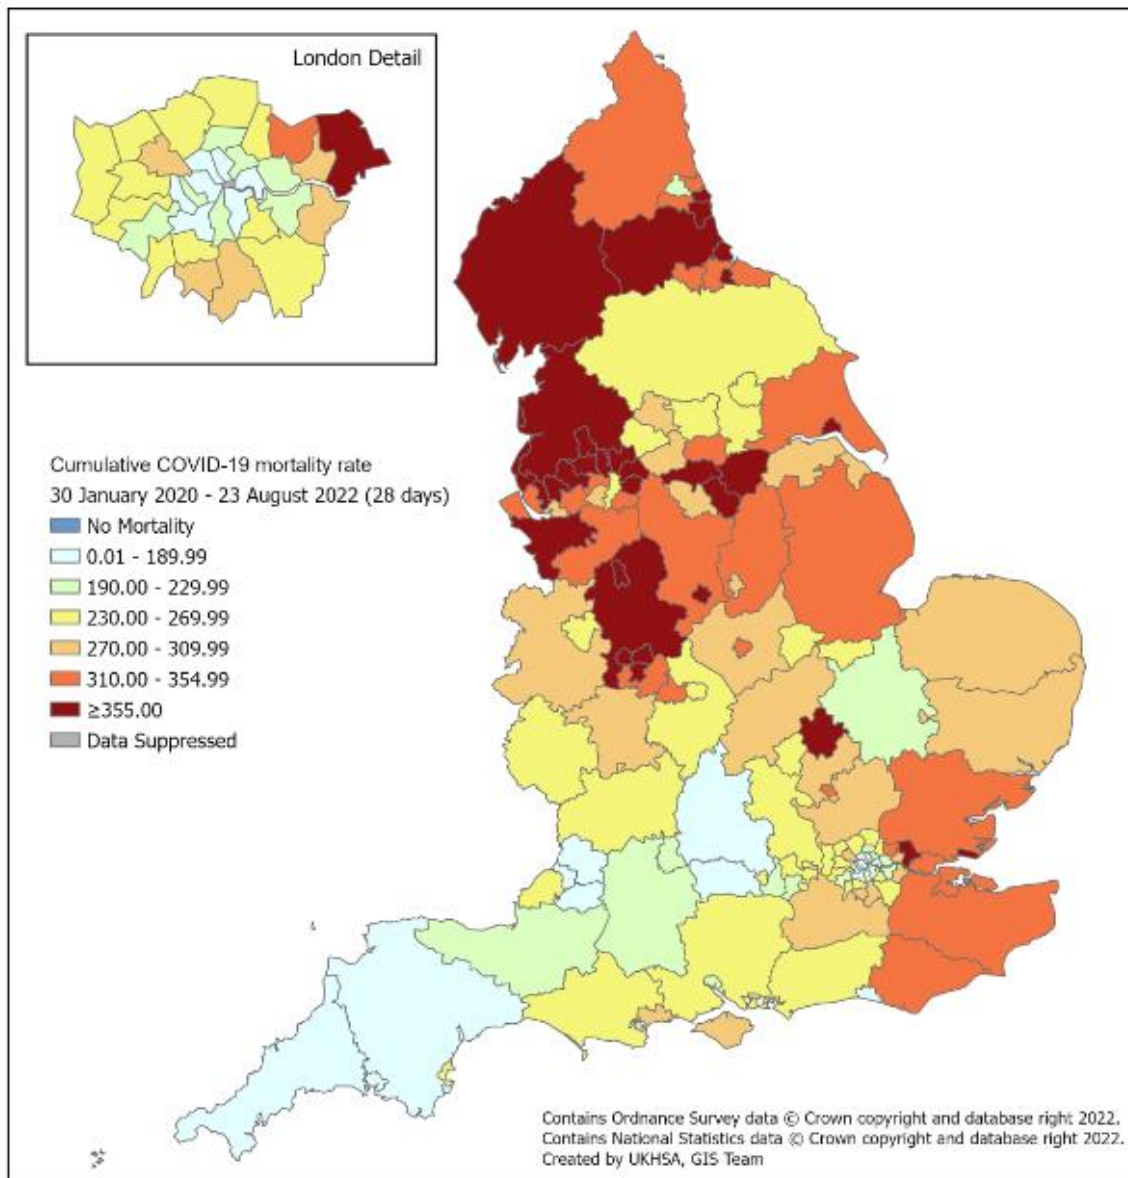 London Detail
Cumulative COVID-19 mortality rate
30 January 2020 - 23 August 2022 (28 days)
No Mortality
0.01 - 189.99
190.00 - 229.99
230.00 - 269.99
270.00 - 309.99
310.00 - 354.99
≥355.00
Data Suppressed
Contains Ordnance Survey data © Crown copyright and database right 2022.
Contains National Statistics data © Crown copyright and database right 2022.
Created by UKHSA, GIS Team